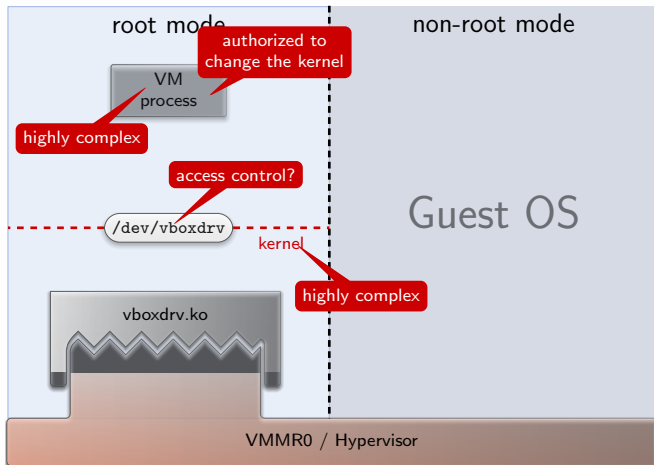 root mode
non-root mode
authorized to
change the kernel
VM
process
highly complex
access control?
/dev/vboxdrv
kernel
Guest OS
highly complex
vboxdrv.ko
VMMR0 / Hypervisor